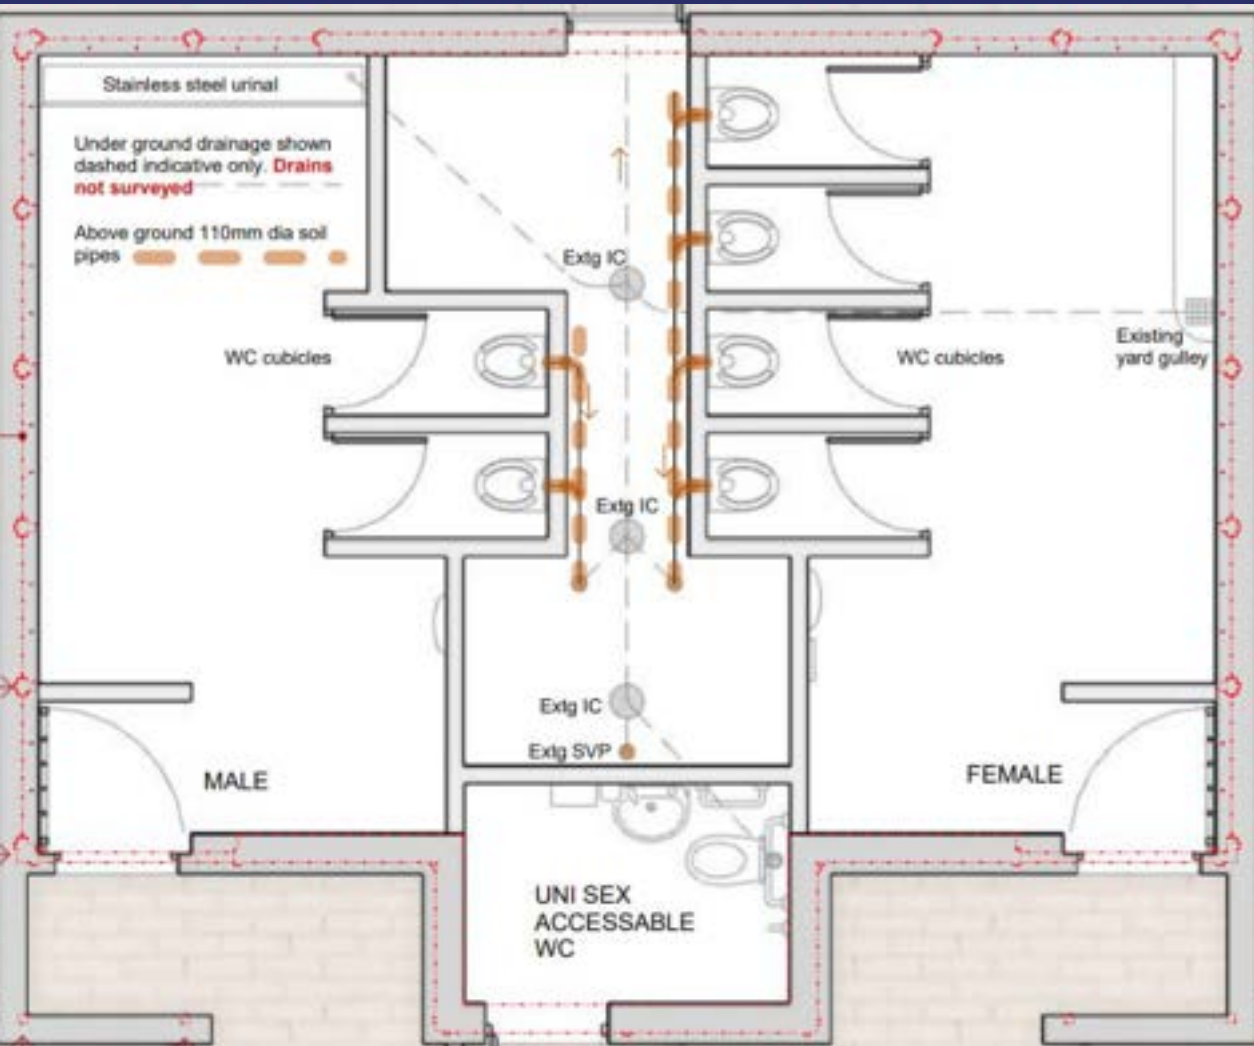 Stainless steel urinal
Under ground drainage shown
dashed indicative only. Drains
not surveyed
Above ground 110mm dia soil
pipes
Extg IC
WC cubicles
WC cubicles
Existing
yard gulley
Extg IC
Extg IC
Extg SVP
MALE
FEMALE
UNI SEX
ACCESSABLE
WC